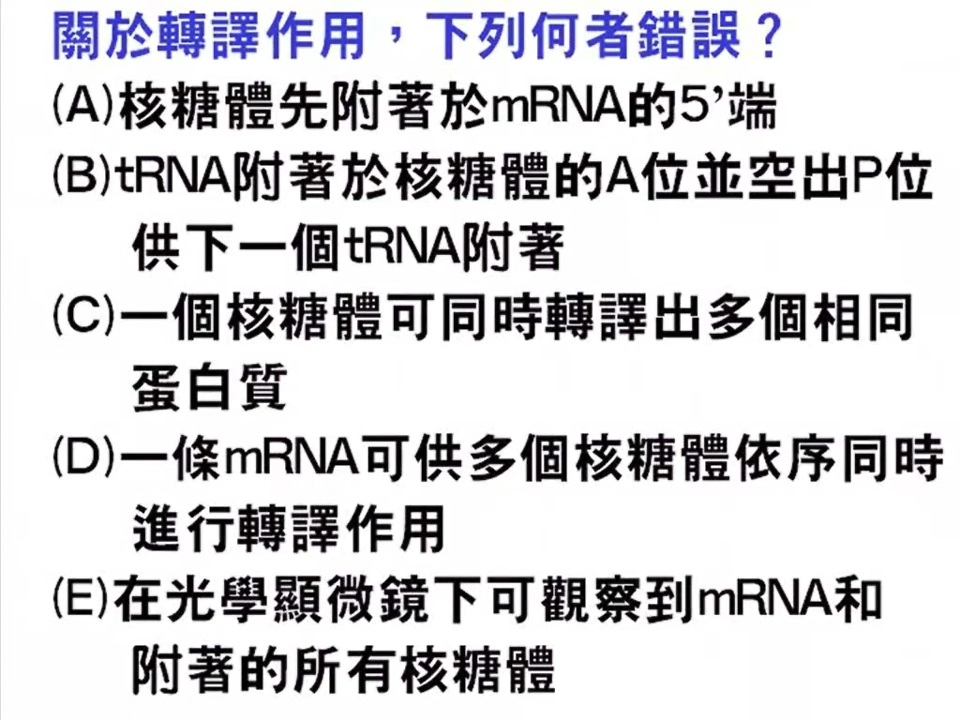 關於轉譯作用，下列何者錯誤？
(A)核糖體先附著於mRNA的5’端
(B)tRNA附著於核糖體的A位並空出P位
供下一個tRNA附著
(C)一個核糖體可同時轉譯出多個相同
蛋白質
(D)一條mRNA可供多個核糖體依序同時
進行轉譯作用
(E)在光學顯微鏡下可觀察到mRNA和
附著的所有核糖體